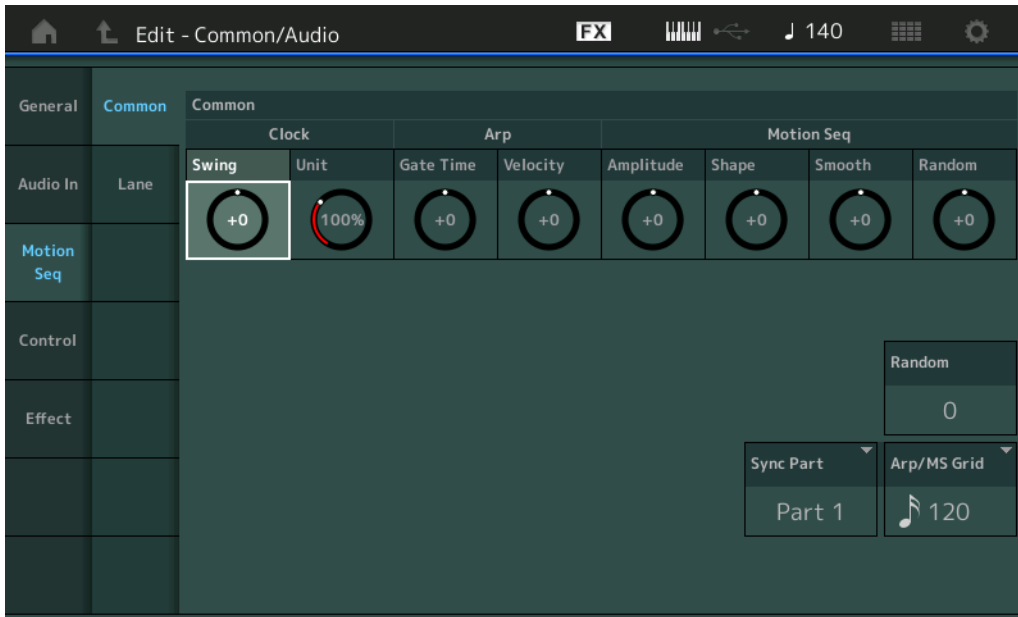 Edit - Common/Audio FX 140
General Common Common
Clock Arp Motion Seq
Swing Unit Gate Time Velocity Amplitude Shape Smooth Random
Audio In Lane
+0 100% +0 +0 +0 +0 +0 +0
Motion
Seq
Control
Random
0
Effect
Sync Part Arp/MS Grid
Part 1 120